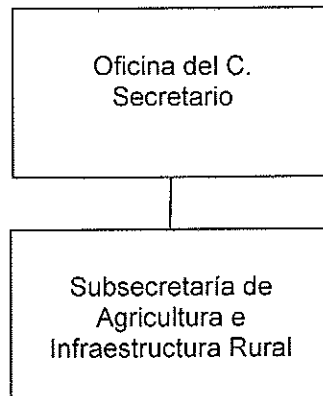 Oficina del C.
Secretario
Subsecretaría de
Agricultura e
Infraestructura Rural